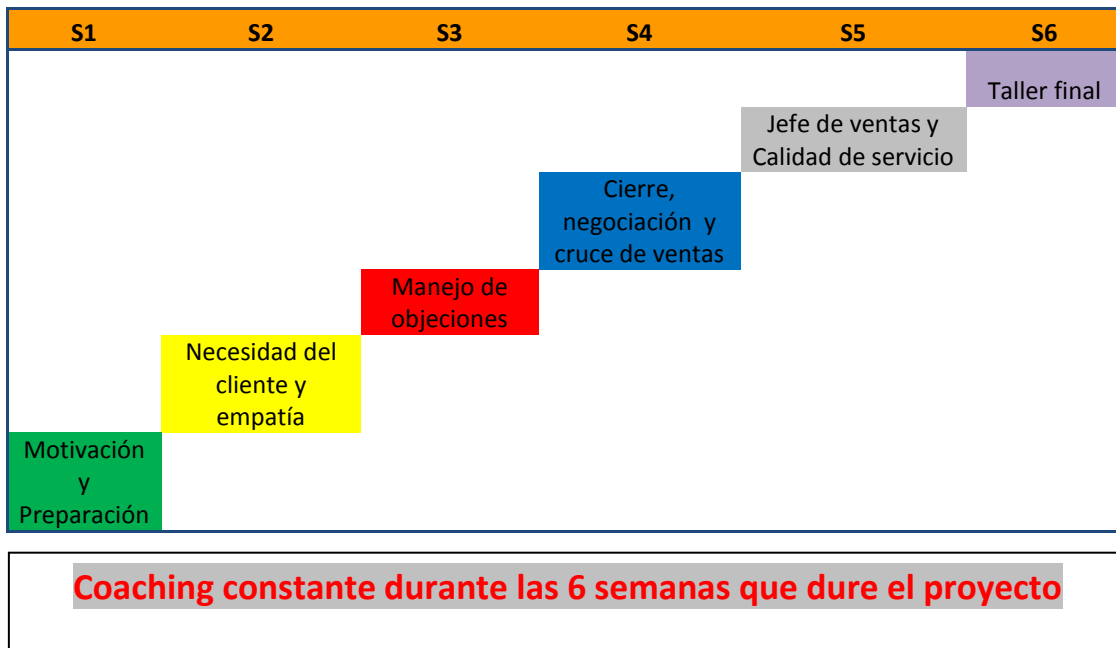 S1 S2 S3 S4 S5 S6
Taller final
Jefe de ventas y
Calidad de servicio
Cierre,
negociación y
cruce de ventas
Manejo de
objeciones
Necesidad del
cliente y
empatía
Motivación
y
Preparación
Coaching constante durante las 6 semanas que dure el proyecto